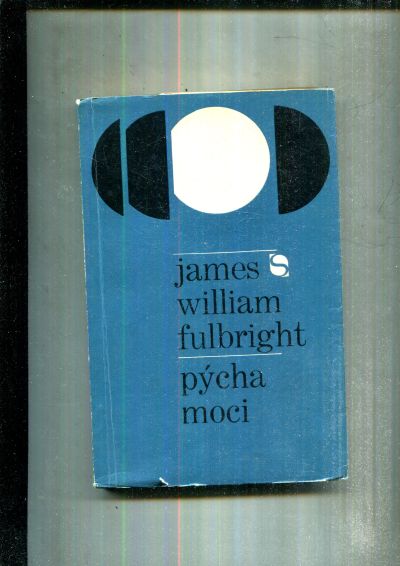 james S
william
fulbright
pýcha
moci